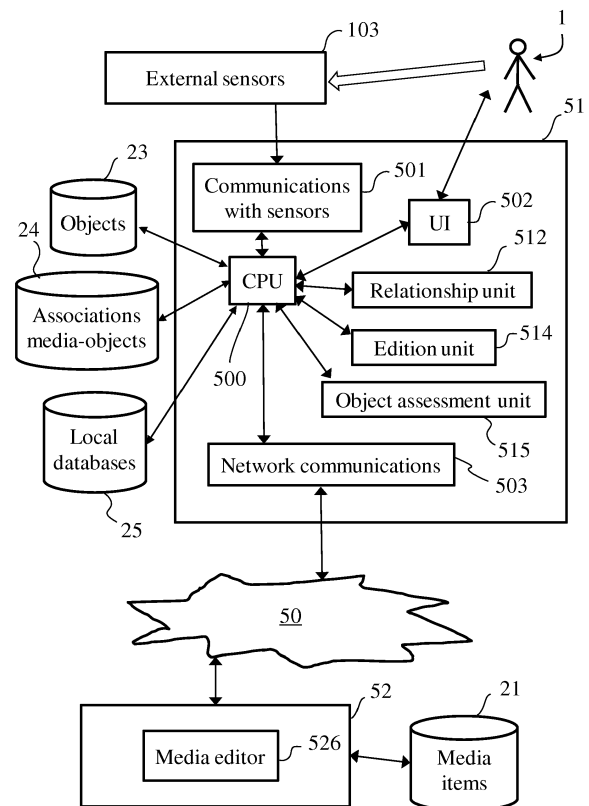 103
1
External sensors
51
23
501
Communications
with sensors
502
UI
Objects
24
CPU
512
Relationship unit
Associations
media-objects
500
Edition unit
514
Object assessment unit
515
Local
databases
Network communications
503
25
50
52
21
Media editor
526
Media
items